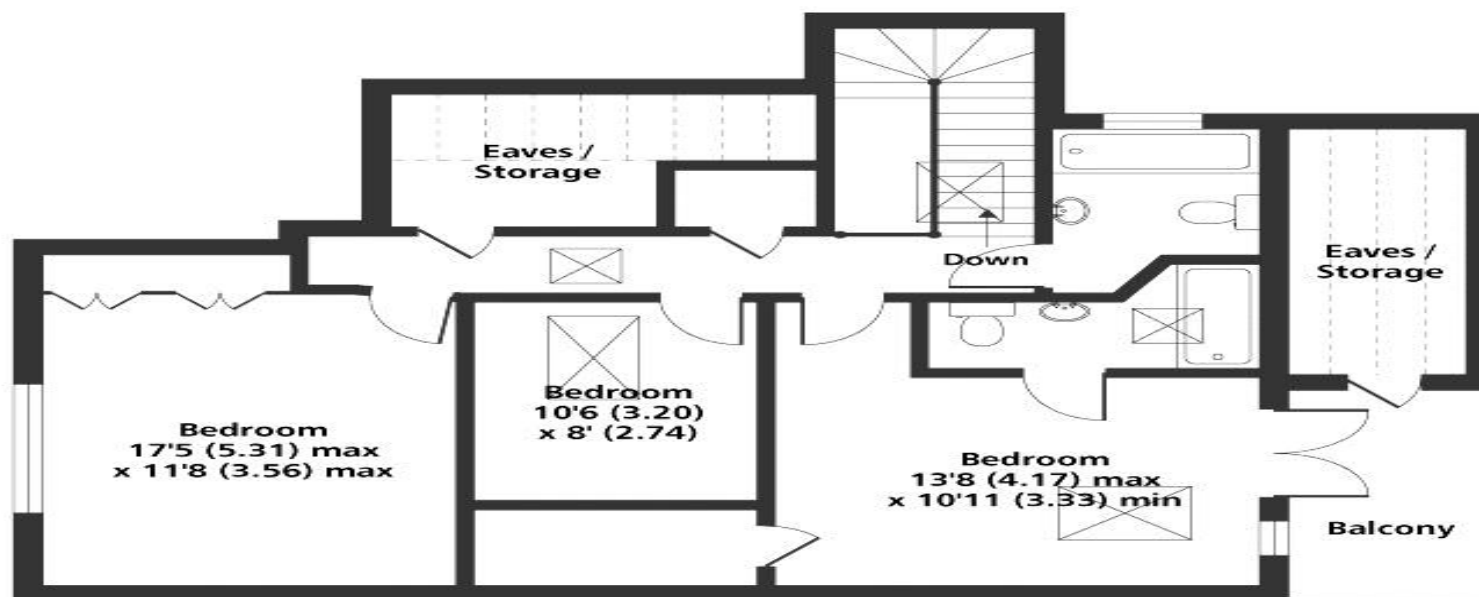 Eaves /
Storage
Down
Eaves /
Storage
Bedroom
10'6 (3.20)
x 8' (2.74)
Bedroom
17'5 (5.31) max
x 11'8 (3.56) max
Bedroom
13'8 (4.17) max
x 10'11 (3.33) min
Balcony